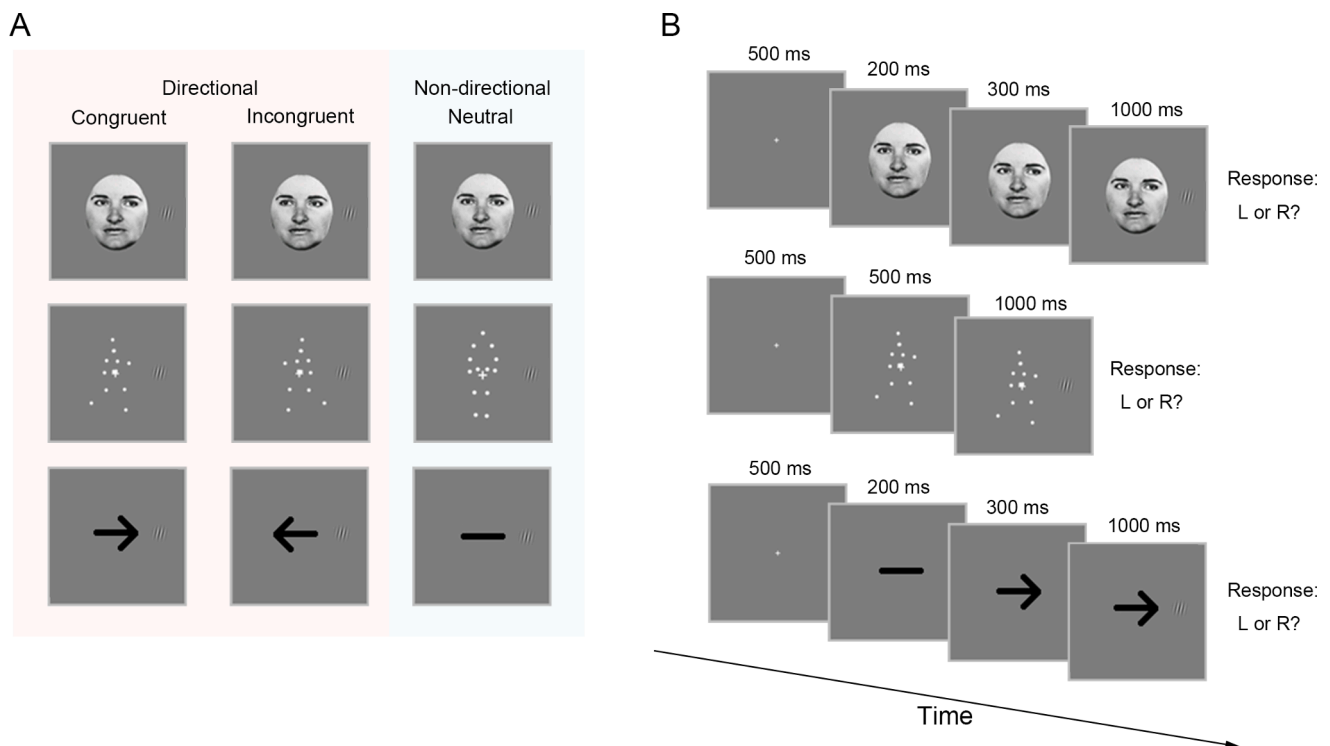 A
Directional
Non-directional
Congruent
Incongruent
Neutral
B
500 ms
200 ms
300 ms
1000 ms
Response:
L or R?
500 ms
500 ms
1000 ms
Response:
L or R?
500 ms
200 ms
300 ms
1000 ms
Response:
L or R?
Time